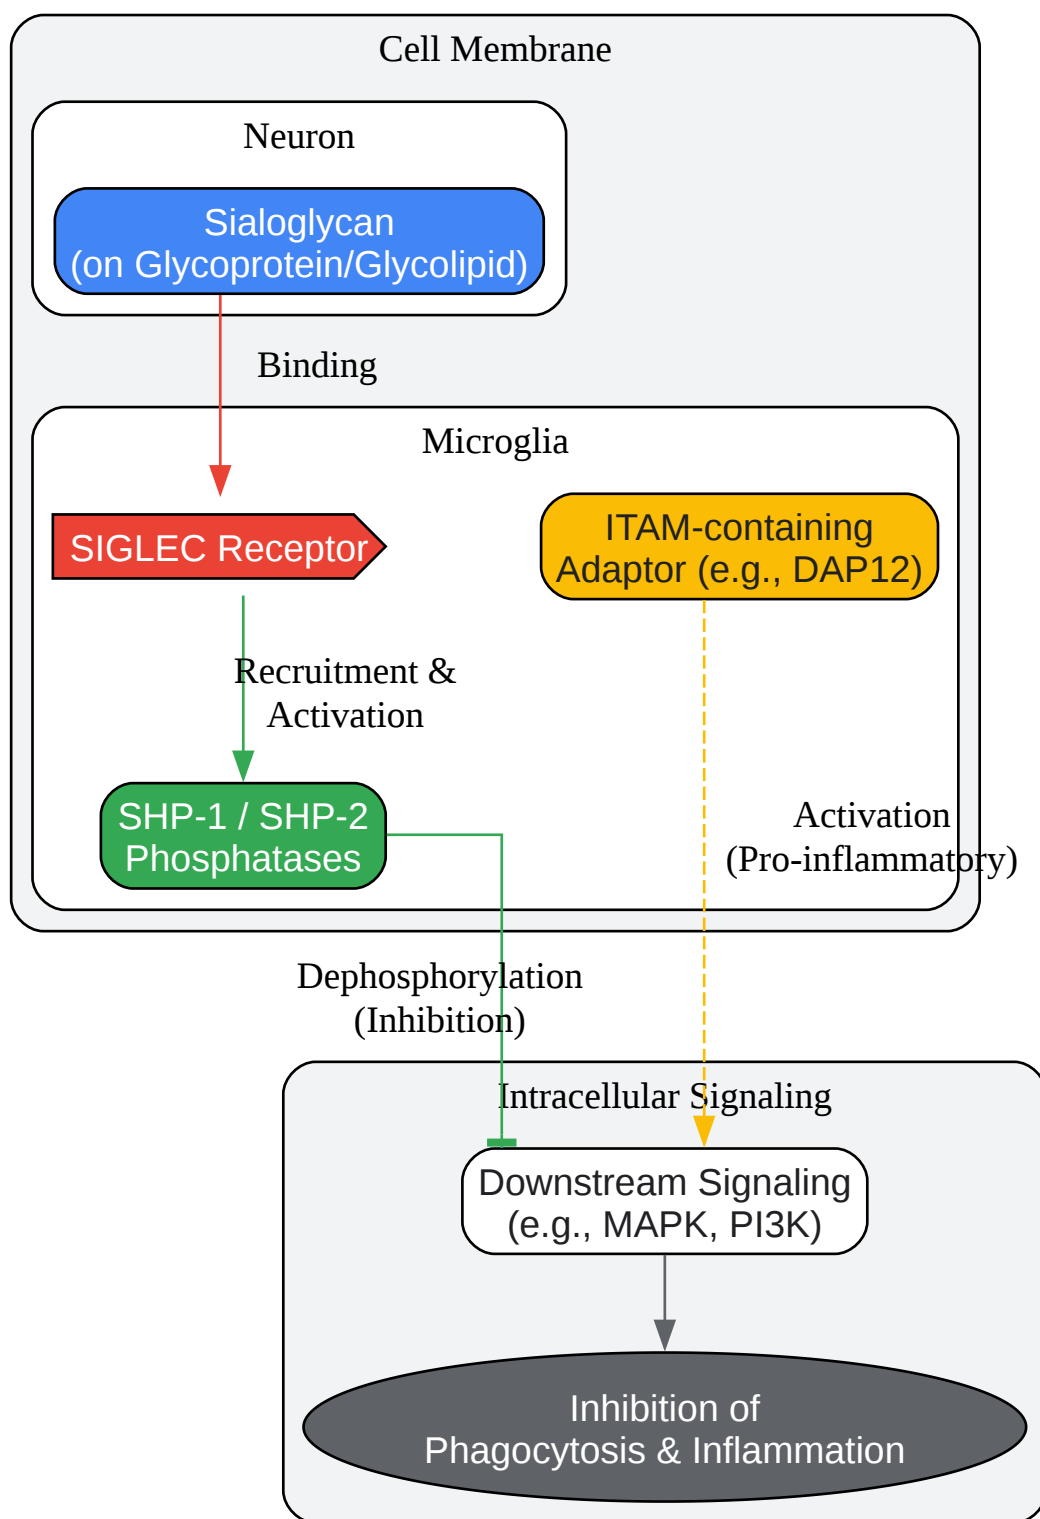 Cell Membrane
Neuron
Sialoglycan
(on Glycoprotein/Glycolipid)
Binding
Microglia
SIGLEC Receptor
ITAM-containing
Adaptor (e.g., DAP12)
Recruitment &
Activation
SHP-1 / SHP-2
Phosphatases
Activation
(Pro-inflammatory)
Dephosphorylation
(Inhibition)
Intracellular Signaling
Downstream Signaling
(e.g., MAPK, PI3K)
Inhibition of
Phagocytosis & Inflammation